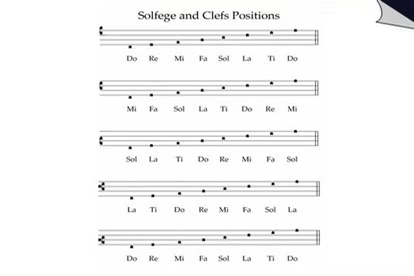 Solfege and Clefs Positions
Do Re Mi Fa Sol La Ti Do
Mi Fa Sol La Ti Do Re Mi
Sol La Ti Do Re Mi Fa Sol
La Ti Do Re Mi Fa Sol La
Do Re Mi Fa Sol La Ti Do